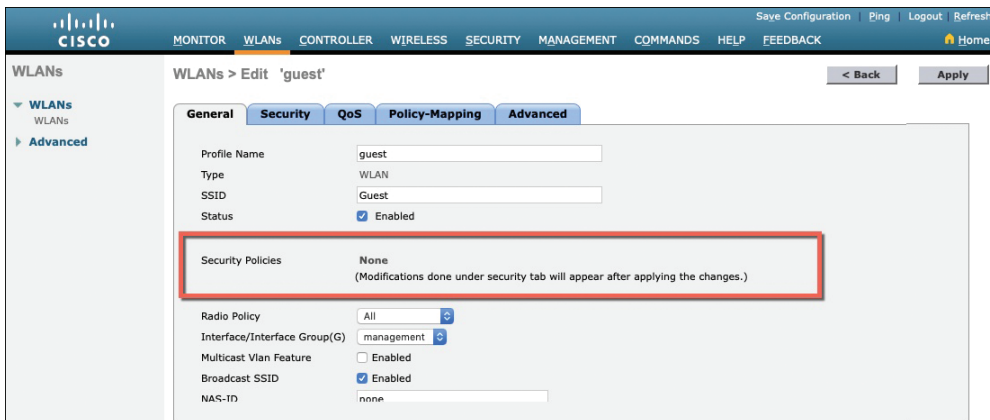 Save Configuration | Ping | Logout | Refresh
CISCO
MONITOR WLANs CONTROLLER WIRELESS SECURITY MANAGEMENT COMMANDS HELP FEEDBACK Home
WLANs
WLANs > Edit 'guest'
< Back Apply
WLANs
WLANs
Advanced
General Security QoS Policy-Mapping Advanced
Profile Name guest
Type WLAN
SSID Guest
Status Enabled
Security Policies None
(Modifications done under security tab will appear after applying the changes.)
Radio Policy All
Interface/Interface Group(G) management
Multicast Vlan Feature Enabled
Broadcast SSID Enabled
NAS-ID none